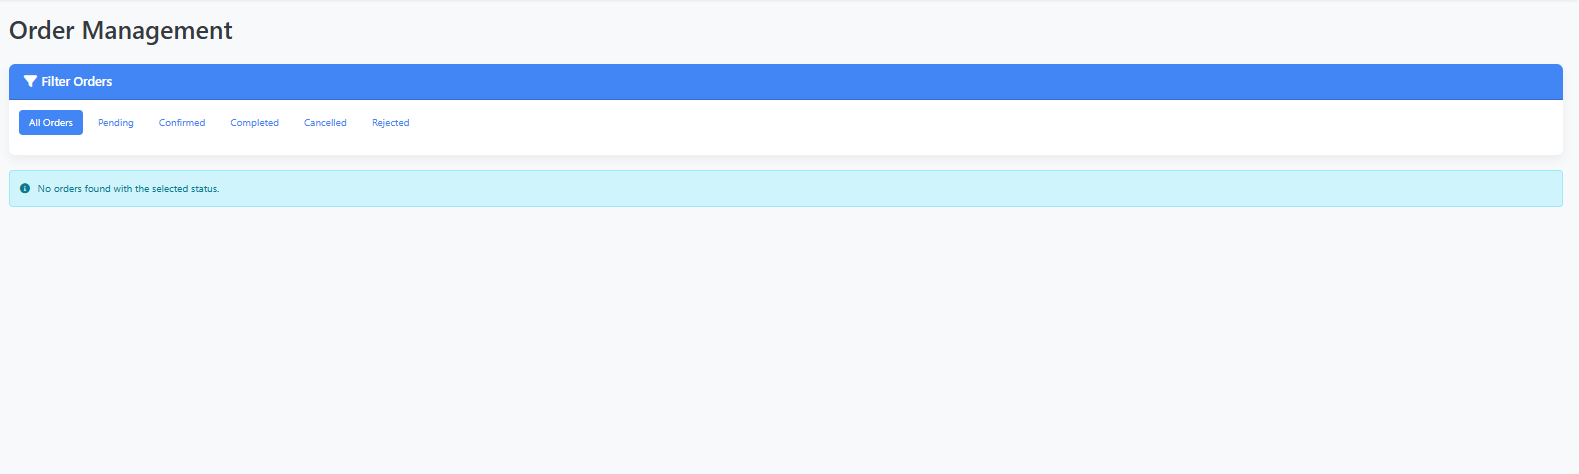 Order Management
Filter Orders
All Orders Pending Confirmed Completed Cancelled Rejected
No orders found with the selected status.